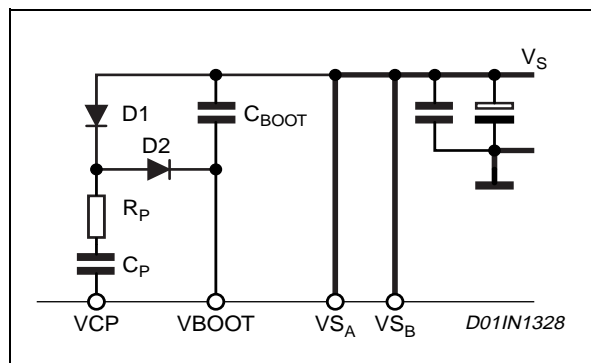 V_S
D1
C_BOOT
D2
R_P
C_P
VCP
VBOOT
VS_A
VS_B
D01IN1328